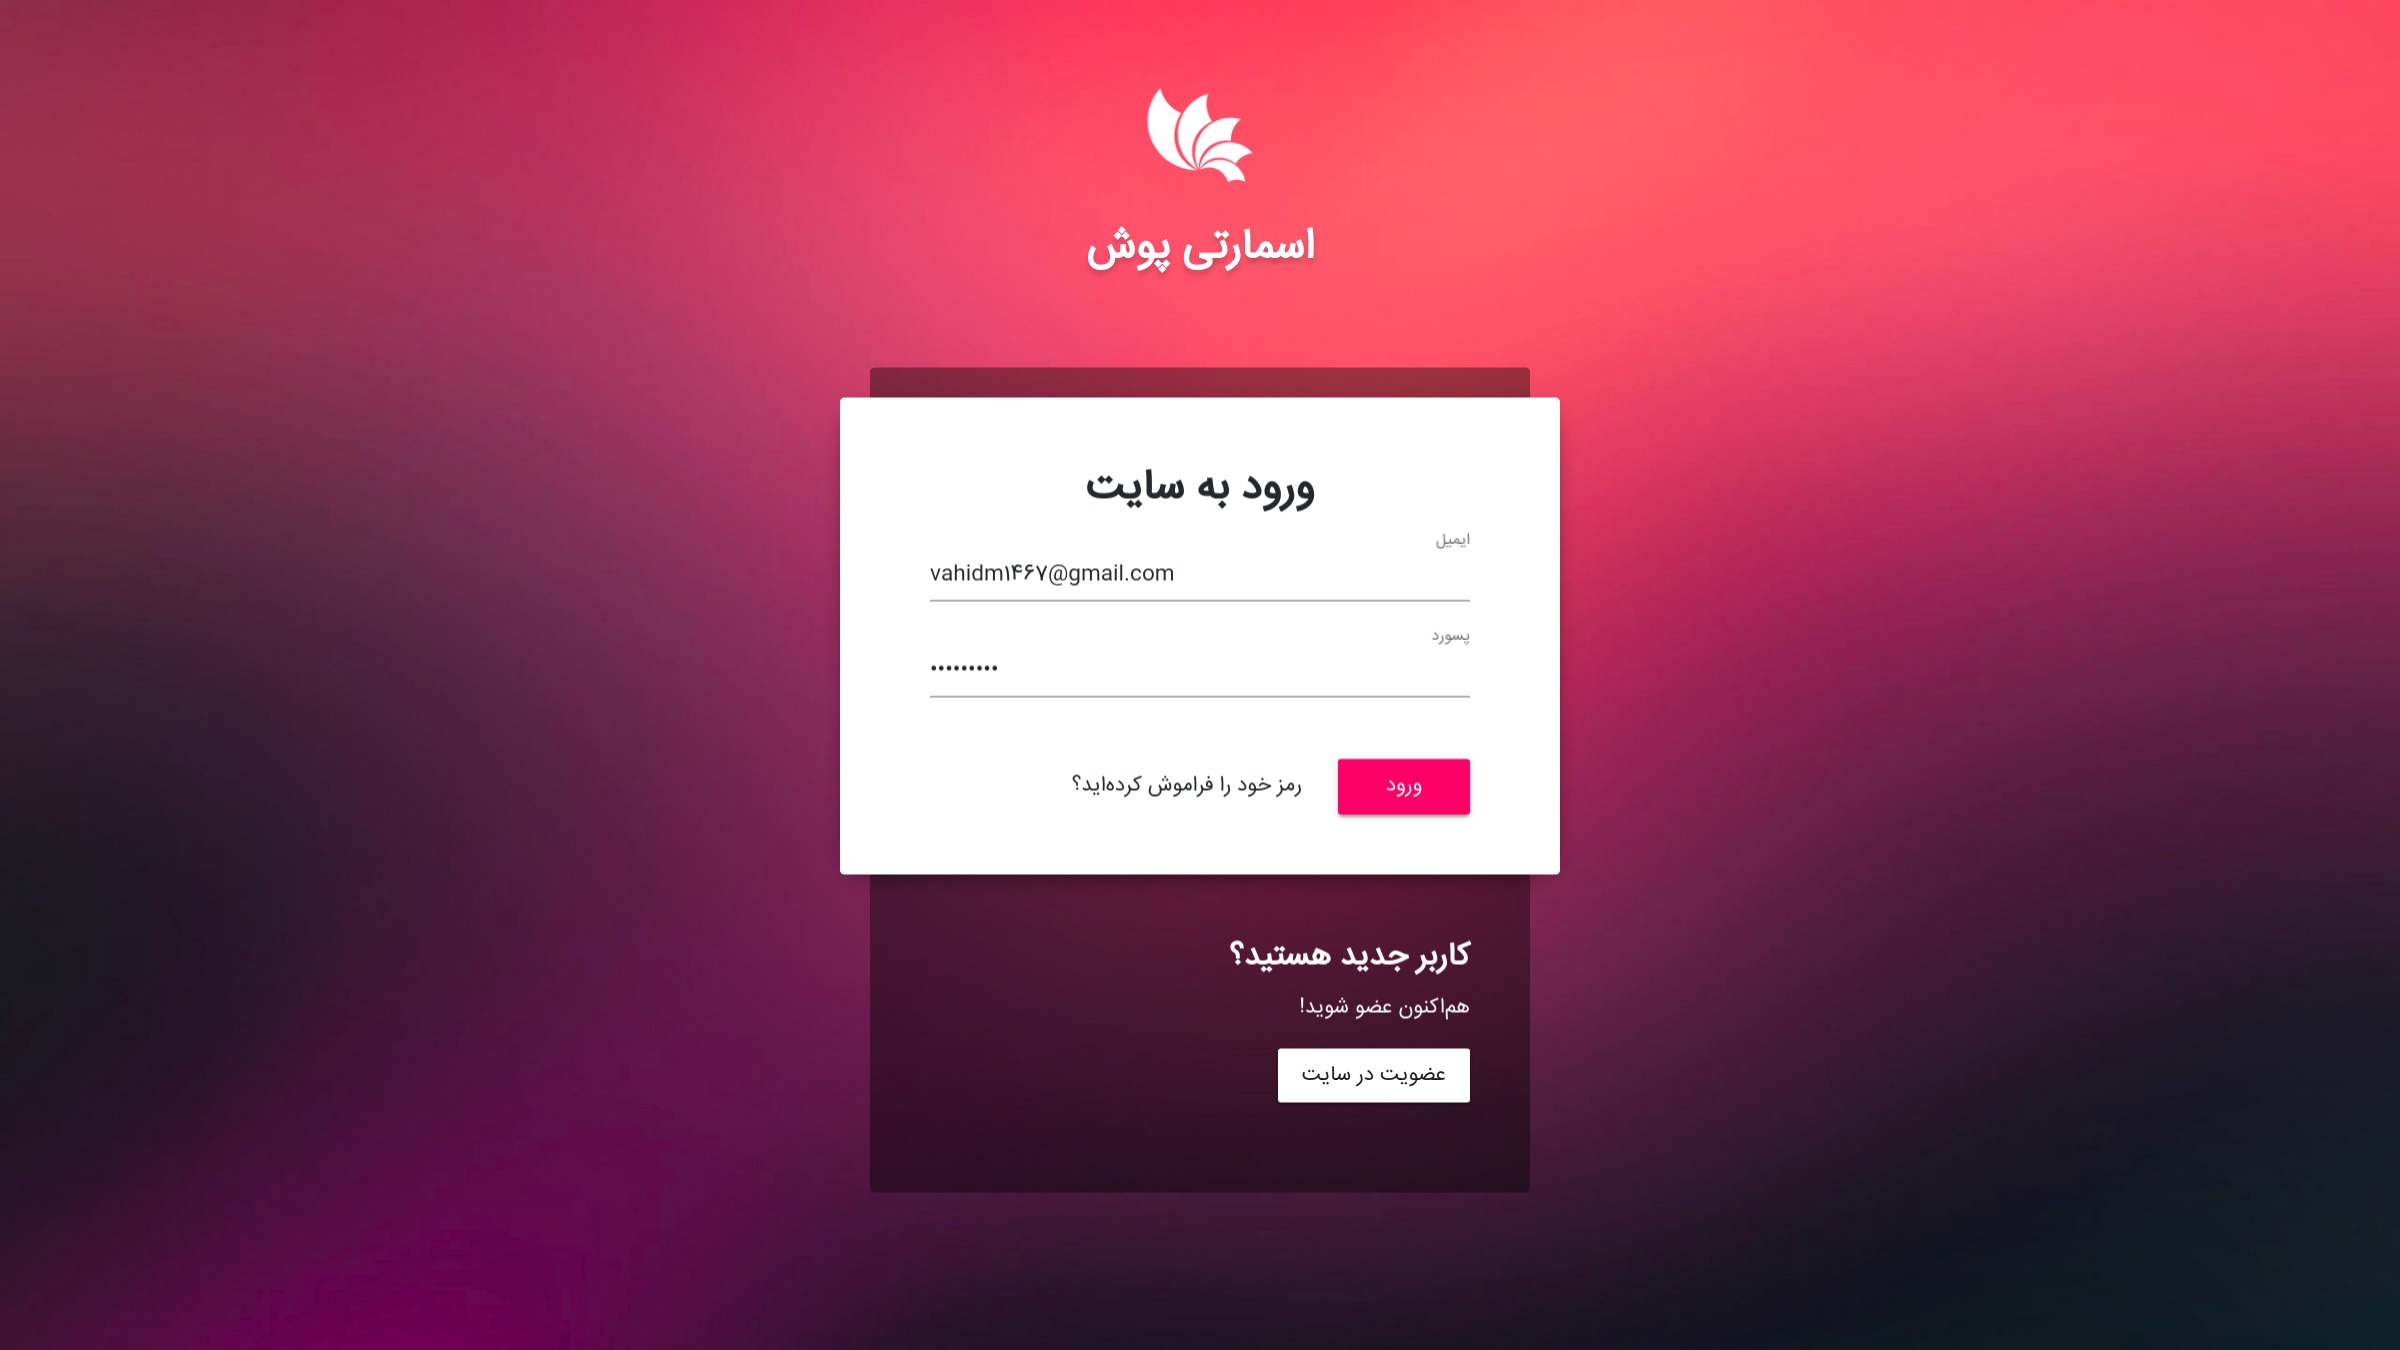 اسمارتی پوش
ورود به سایت
ایمیل
vahidm۱۴۶۷@gmail.com
پسورد
•••••••••
ورود
رمز خود را فراموش کرده‌اید؟
کاربر جدید هستید؟
هم‌اکنون عضو شوید!
عضویت در سایت